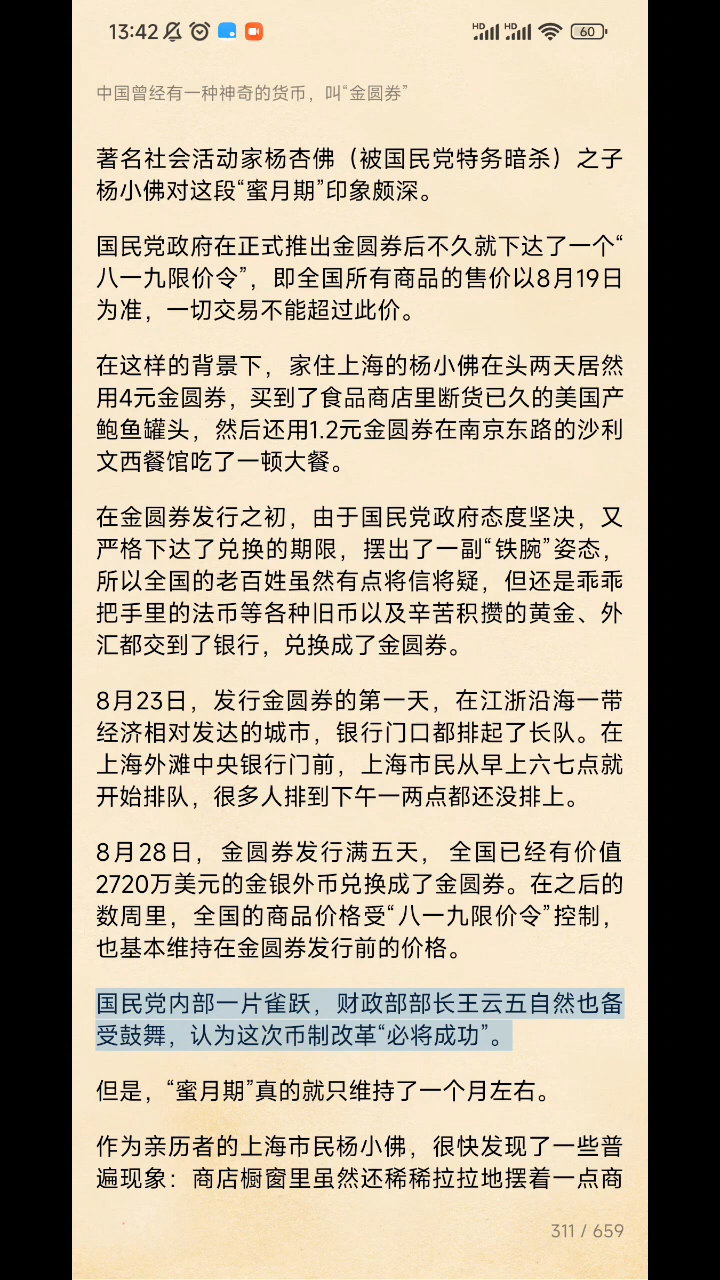 13:42
HD HD 60
中国曾经有一种神奇的货币，叫“金圆券”
著名社会活动家杨杏佛（被国民党特务暗杀）之子
杨小佛对这段“蜜月期”印象颇深。
国民党政府在正式推出金圆券后不久就下达了一个“
八一九限价令”，即全国所有商品的售价以8月19日
为准，一切交易不能超过此价。
在这样的背景下，家住上海的杨小佛在头两天居然
用4元金圆券，买到了食品商店里断货已久的美国产
鲍鱼罐头，然后还用1.2元金圆券在南京东路的沙利
文西餐馆吃了一顿大餐。
在金圆券发行之初，由于国民党政府态度坚决，又
严格下达了兑换的期限，摆出了一副“铁腕”姿态，
所以全国的老百姓虽然有点将信将疑，但还是乖乖
把手里的法币等各种旧币以及辛苦积攒的黄金、外
汇都交到了银行，兑换成了金圆券。
8月23日，发行金圆券的第一天，在江浙沿海一带
经济相对发达的城市，银行门口都排起了长队。在
上海外滩中央银行门前，上海市民从早上六七点就
开始排队，很多人排到下午一两点都还没排上。
8月28日，金圆券发行满五天，全国已经有价值
2720万美元的金银外币兑换成了金圆券。在之后的
数周里，全国的商品价格受“八一九限价令”控制，
也基本维持在金圆券发行前的价格。
国民党内部一片雀跃，财政部部长王云五自然也备
受鼓舞，认为这次币制改革“必将成功”。
但是，“蜜月期”真的就只维持了一个月左右。
作为亲历者的上海市民杨小佛，很快发现了一些普
遍现象：商店橱窗里虽然还稀稀拉拉地摆着一点商
311 / 659